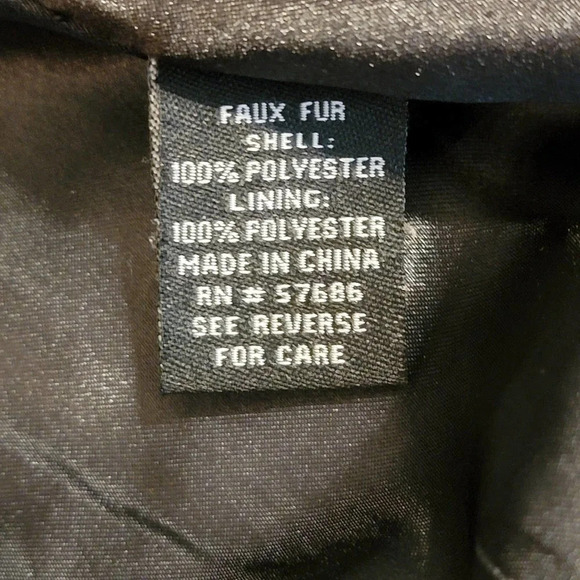 FAUX FUR
SHELL:
100% POLYESTER
LINING:
100% POLYESTER
MADE IN CHINA
RN # 57686
SEE REVERSE
FOR CARE